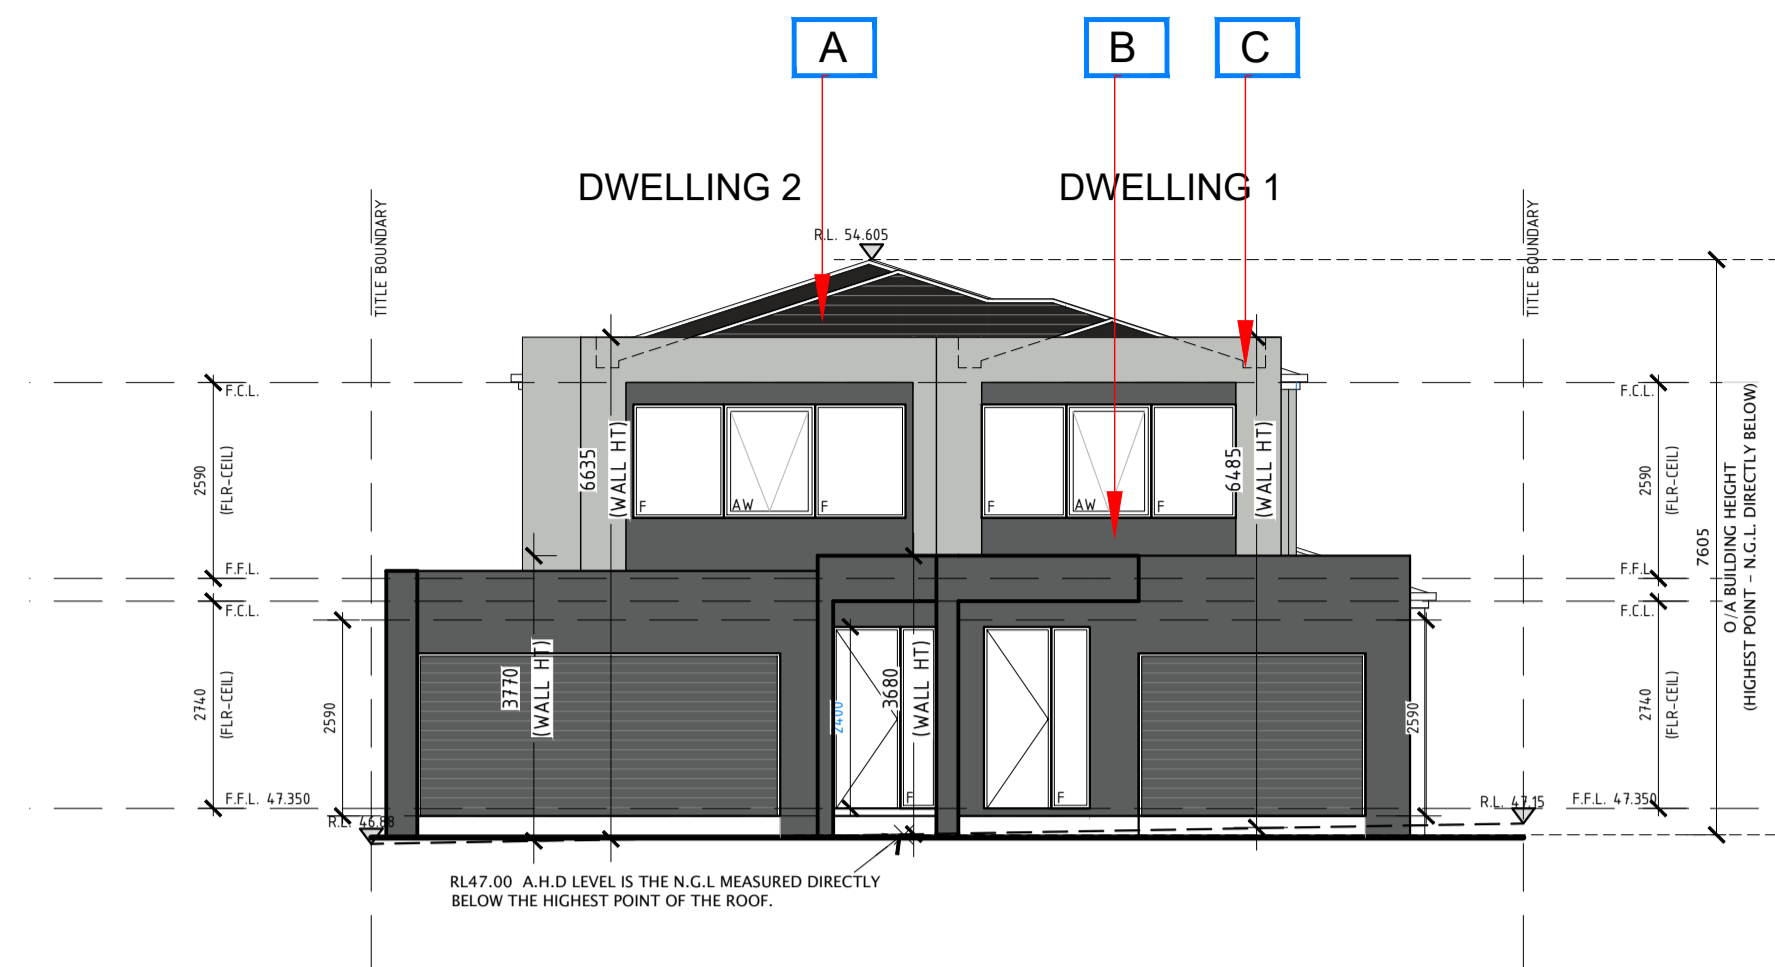 A
B
C
DWELLING 2
DWELLING 1
TITLE BOUNDARY
R.L. 54.605
TITLE BOUNDARY
F.C.L.
F.C.L.
2590
(FLR-CEIL)
6635
(WALL HT)
F
AW
F
F
AW
F
6485
(WALL HT)
2590
(FLR-CEIL)
7605
O/A BUILDING HEIGHT
(HIGHEST POINT - N.G.L. DIRECTLY BELOW)
F.F.L.
F.F.L.
F.C.L.
F.C.L.
2740
(FLR-CEIL)
2590
3770
(WALL HT)
2400
3680
(WALL HT)
F
F
2590
2740
(FLR-CEIL)
F.F.L. 47.350
R.L. 46.88
R.L. 47.15
F.F.L. 47.350
RL47.00 A.H.D LEVEL IS THE N.G.L MEASURED DIRECTLY
BELOW THE HIGHEST POINT OF THE ROOF.